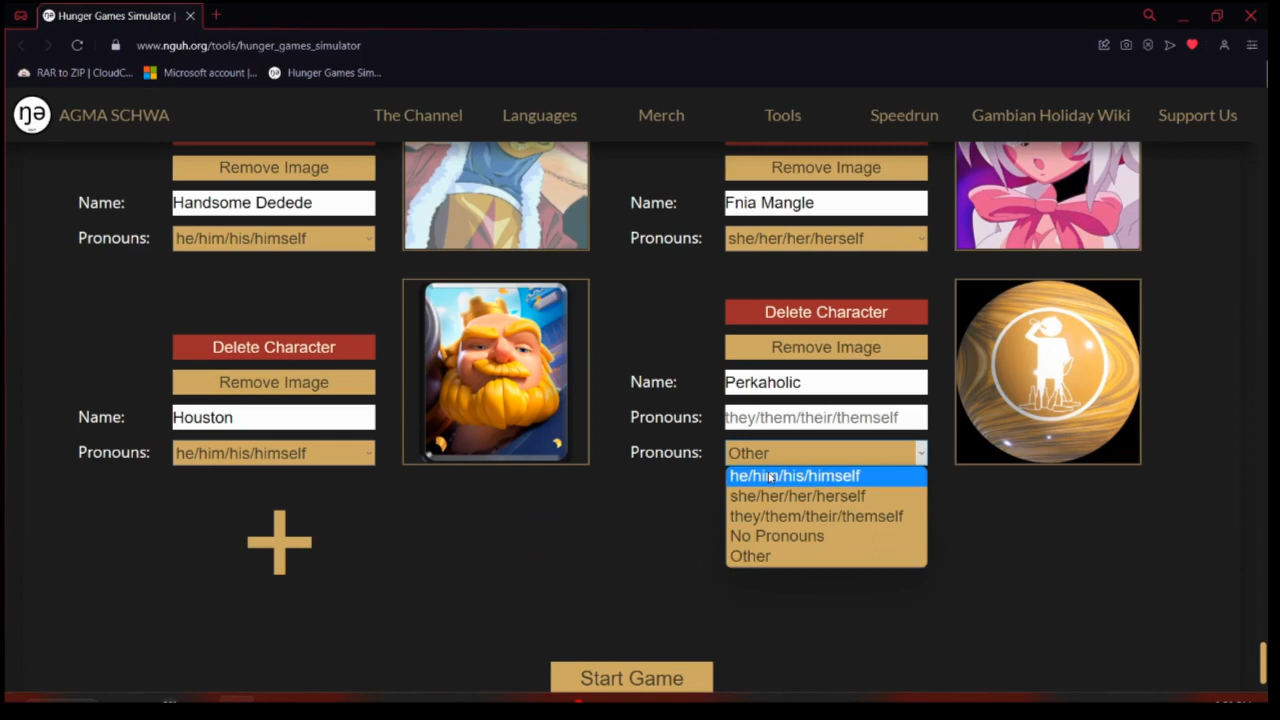 Hunger Games Simulator |
www.nguh.org/tools/hunger_games_simulator
RAR to ZIP | CloudC...
Microsoft account |...
Hunger Games Sim...
ŋə
AGMA SCHWA
The Channel
Languages
Merch
Tools
Speedrun
Gambian Holiday Wiki
Support Us
Remove Image
Name:
Handsome Dedede
Pronouns:
he/him/his/himself
Remove Image
Name:
Fnia Mangle
Pronouns:
she/her/her/herself
Delete Character
Remove Image
Name:
Houston
Pronouns:
he/him/his/himself
Delete Character
Remove Image
Name:
Perkaholic
Pronouns:
they/them/their/themself
Pronouns:
Other
he/him/his/himself
she/her/her/herself
they/them/their/themself
No Pronouns
Other
Start Game